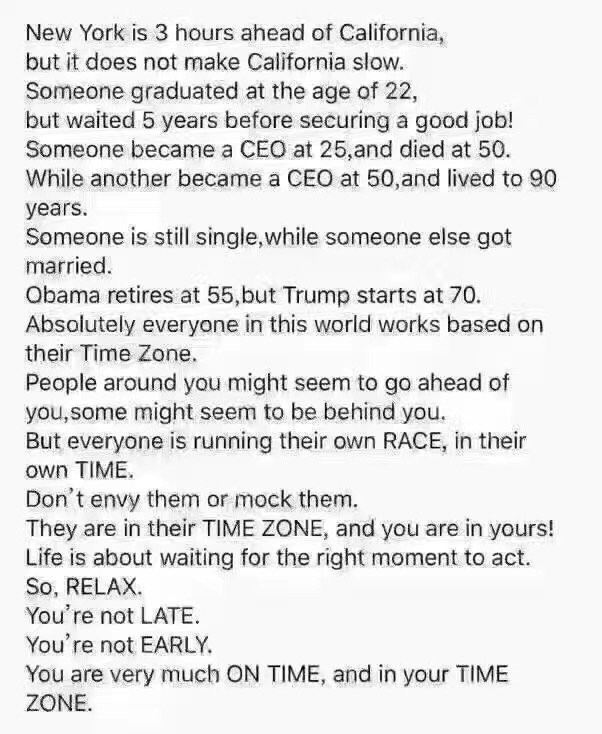 New York is 3 hours ahead of California,
but it does not make California slow.
Someone graduated at the age of 22,
but waited 5 years before securing a good job!
Someone became a CEO at 25,and died at 50.
While another became a CEO at 50,and lived to 90
years.
Someone is still single,while someone else got
married.
Obama retires at 55,but Trump starts at 70.
Absolutely everyone in this world works based on
their Time Zone.
People around you might seem to go ahead of
you,some might seem to be behind you.
But everyone is running their own RACE, in their
own TIME.
Don’t envy them or mock them.
They are in their TIME ZONE, and you are in yours!
Life is about waiting for the right moment to act.
So, RELAX.
You’re not LATE.
You’re not EARLY.
You are very much ON TIME, and in your TIME
ZONE.